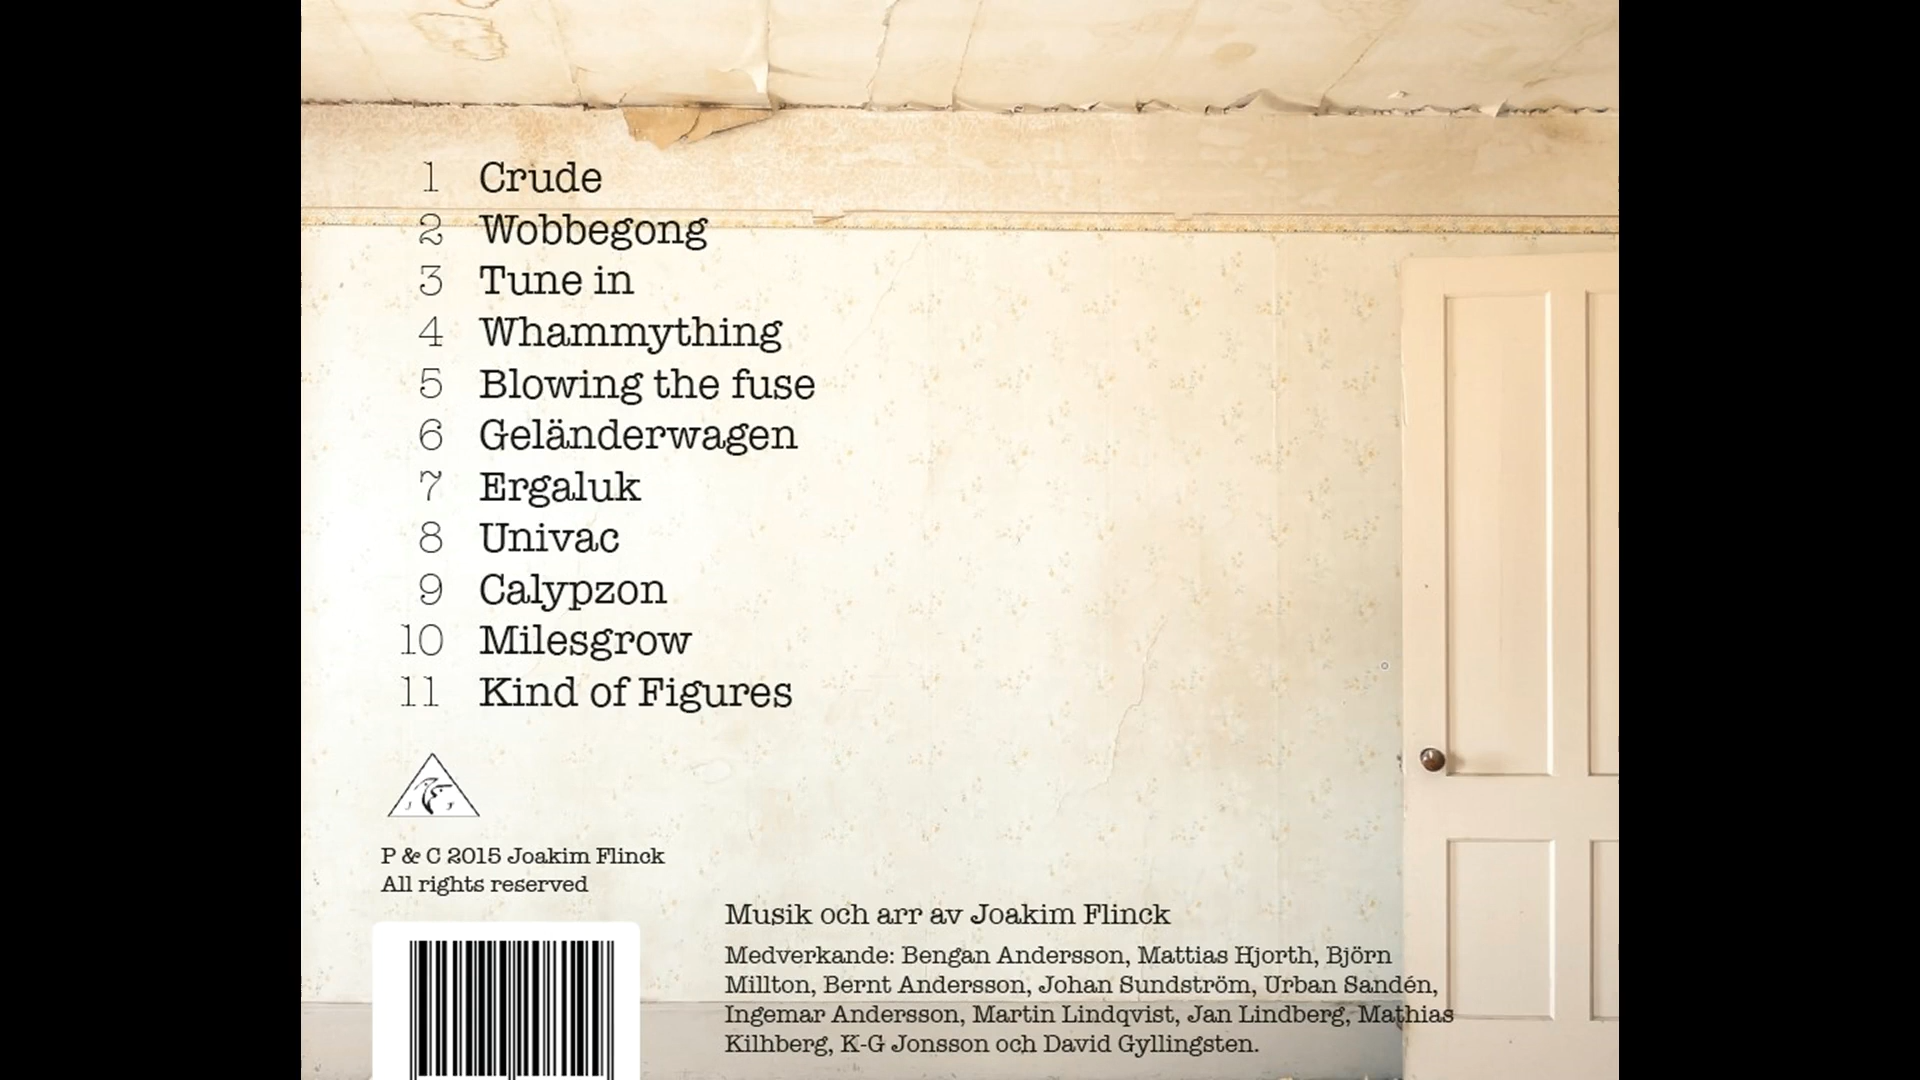 1 Crude
2 Wobbegong
3 Tune in
4 Whammything
5 Blowing the fuse
6 Geländerwagen
7 Ergaluk
8 Univac
9 Calypzon
10 Milesgrow
11 Kind of Figures
J F
P & C 2015 Joakim Flinck
All rights reserved
Musik och arr av Joakim Flinck
Medverkande: Bengan Andersson, Mattias Hjorth, Björn
Millton, Bernt Andersson, Johan Sundström, Urban Sandén,
Ingemar Andersson, Martin Lindqvist, Jan Lindberg, Mathias
Kilhberg, K-G Jonsson och David Gyllingsten.